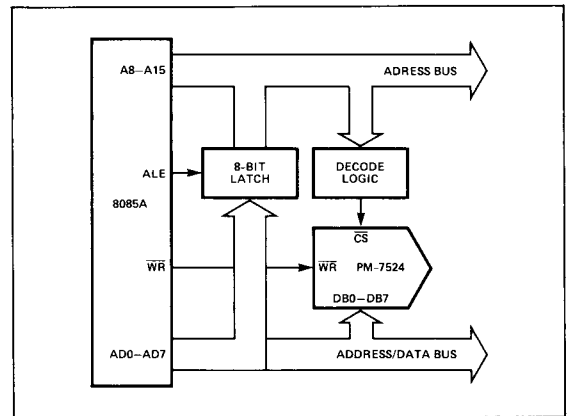 A8–A15
ADRESS BUS
ALE
8-BIT
LATCH
DECODE
LOGIC
8085A
CS
WR
WR
PM-7524
DB0–DB7
AD0–AD7
ADDRESS/DATA BUS